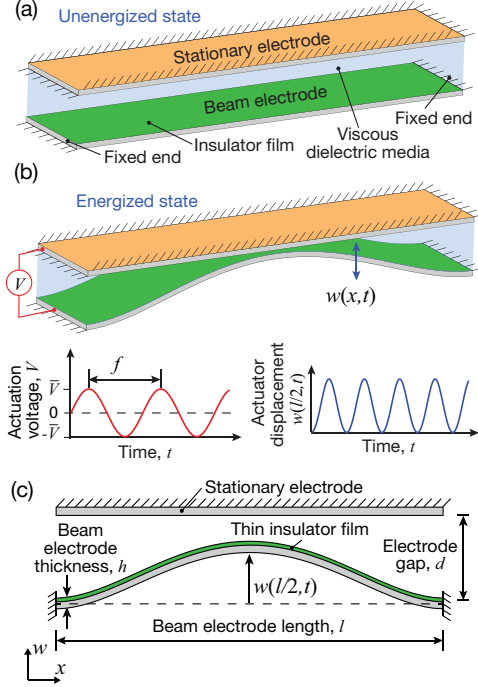 (a)
Unenergized state
Stationary electrode
Beam electrode
Fixed end
Viscous
dielectric media
Insulator film
Fixed end
(b)
Energized state
V
w(x,t)
Actuation
voltage, V
V̅
0
-V̅
f
Time, t
Actuator
displacement
w(l/2,t)
Time, t
(c)
Stationary electrode
Beam
electrode
thickness, h
Thin insulator film
Electrode
gap, d
w(l/2,t)
Beam electrode length, l
w
x